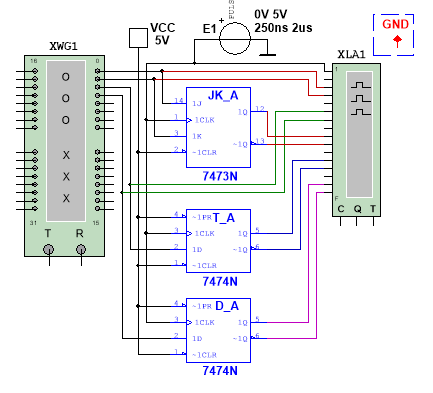 VCC
5V
E1
+
PULS
0V 5V
250ns 2us
GND
XWG1
XLA1
16
0
O
O
O
X
X
X
31
15
T
R
1
F
C Q T
JK_A
14
1J
1Q
12
1
1CLK
3
1K
~1Q
13
2
~1CLR
7473N
T_A
4
~1PR
1Q
5
3
1CLK
~1Q
6
2
1D
1
~1CLR
7474N
D_A
4
~1PR
1Q
5
3
1CLK
~1Q
6
2
1D
1
~1CLR
7474N